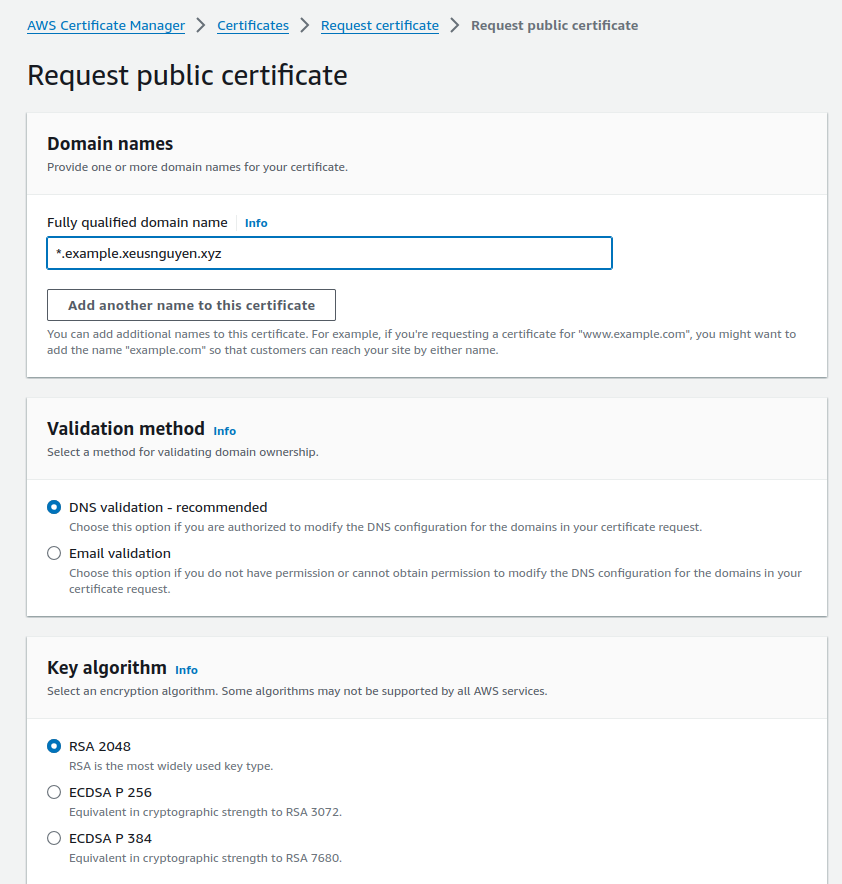 AWS Certificate Manager > Certificates > Request certificate > Request public certificate
Request public certificate
Domain names
Provide one or more domain names for your certificate.
Fully qualified domain name Info
*.example.xeusnguyen.xyz
Add another name to this certificate
You can add additional names to this certificate. For example, if you're requesting a certificate for "www.example.com", you might want to
add the name "example.com" so that customers can reach your site by either name.
Validation method Info
Select a method for validating domain ownership.
DNS validation - recommended
Choose this option if you are authorized to modify the DNS configuration for the domains in your certificate request.
Email validation
Choose this option if you do not have permission or cannot obtain permission to modify the DNS configuration for the domains in your
certificate request.
Key algorithm Info
Select an encryption algorithm. Some algorithms may not be supported by all AWS services.
RSA 2048
RSA is the most widely used key type.
ECDSA P 256
Equivalent in cryptographic strength to RSA 3072.
ECDSA P 384
Equivalent in cryptographic strength to RSA 7680.